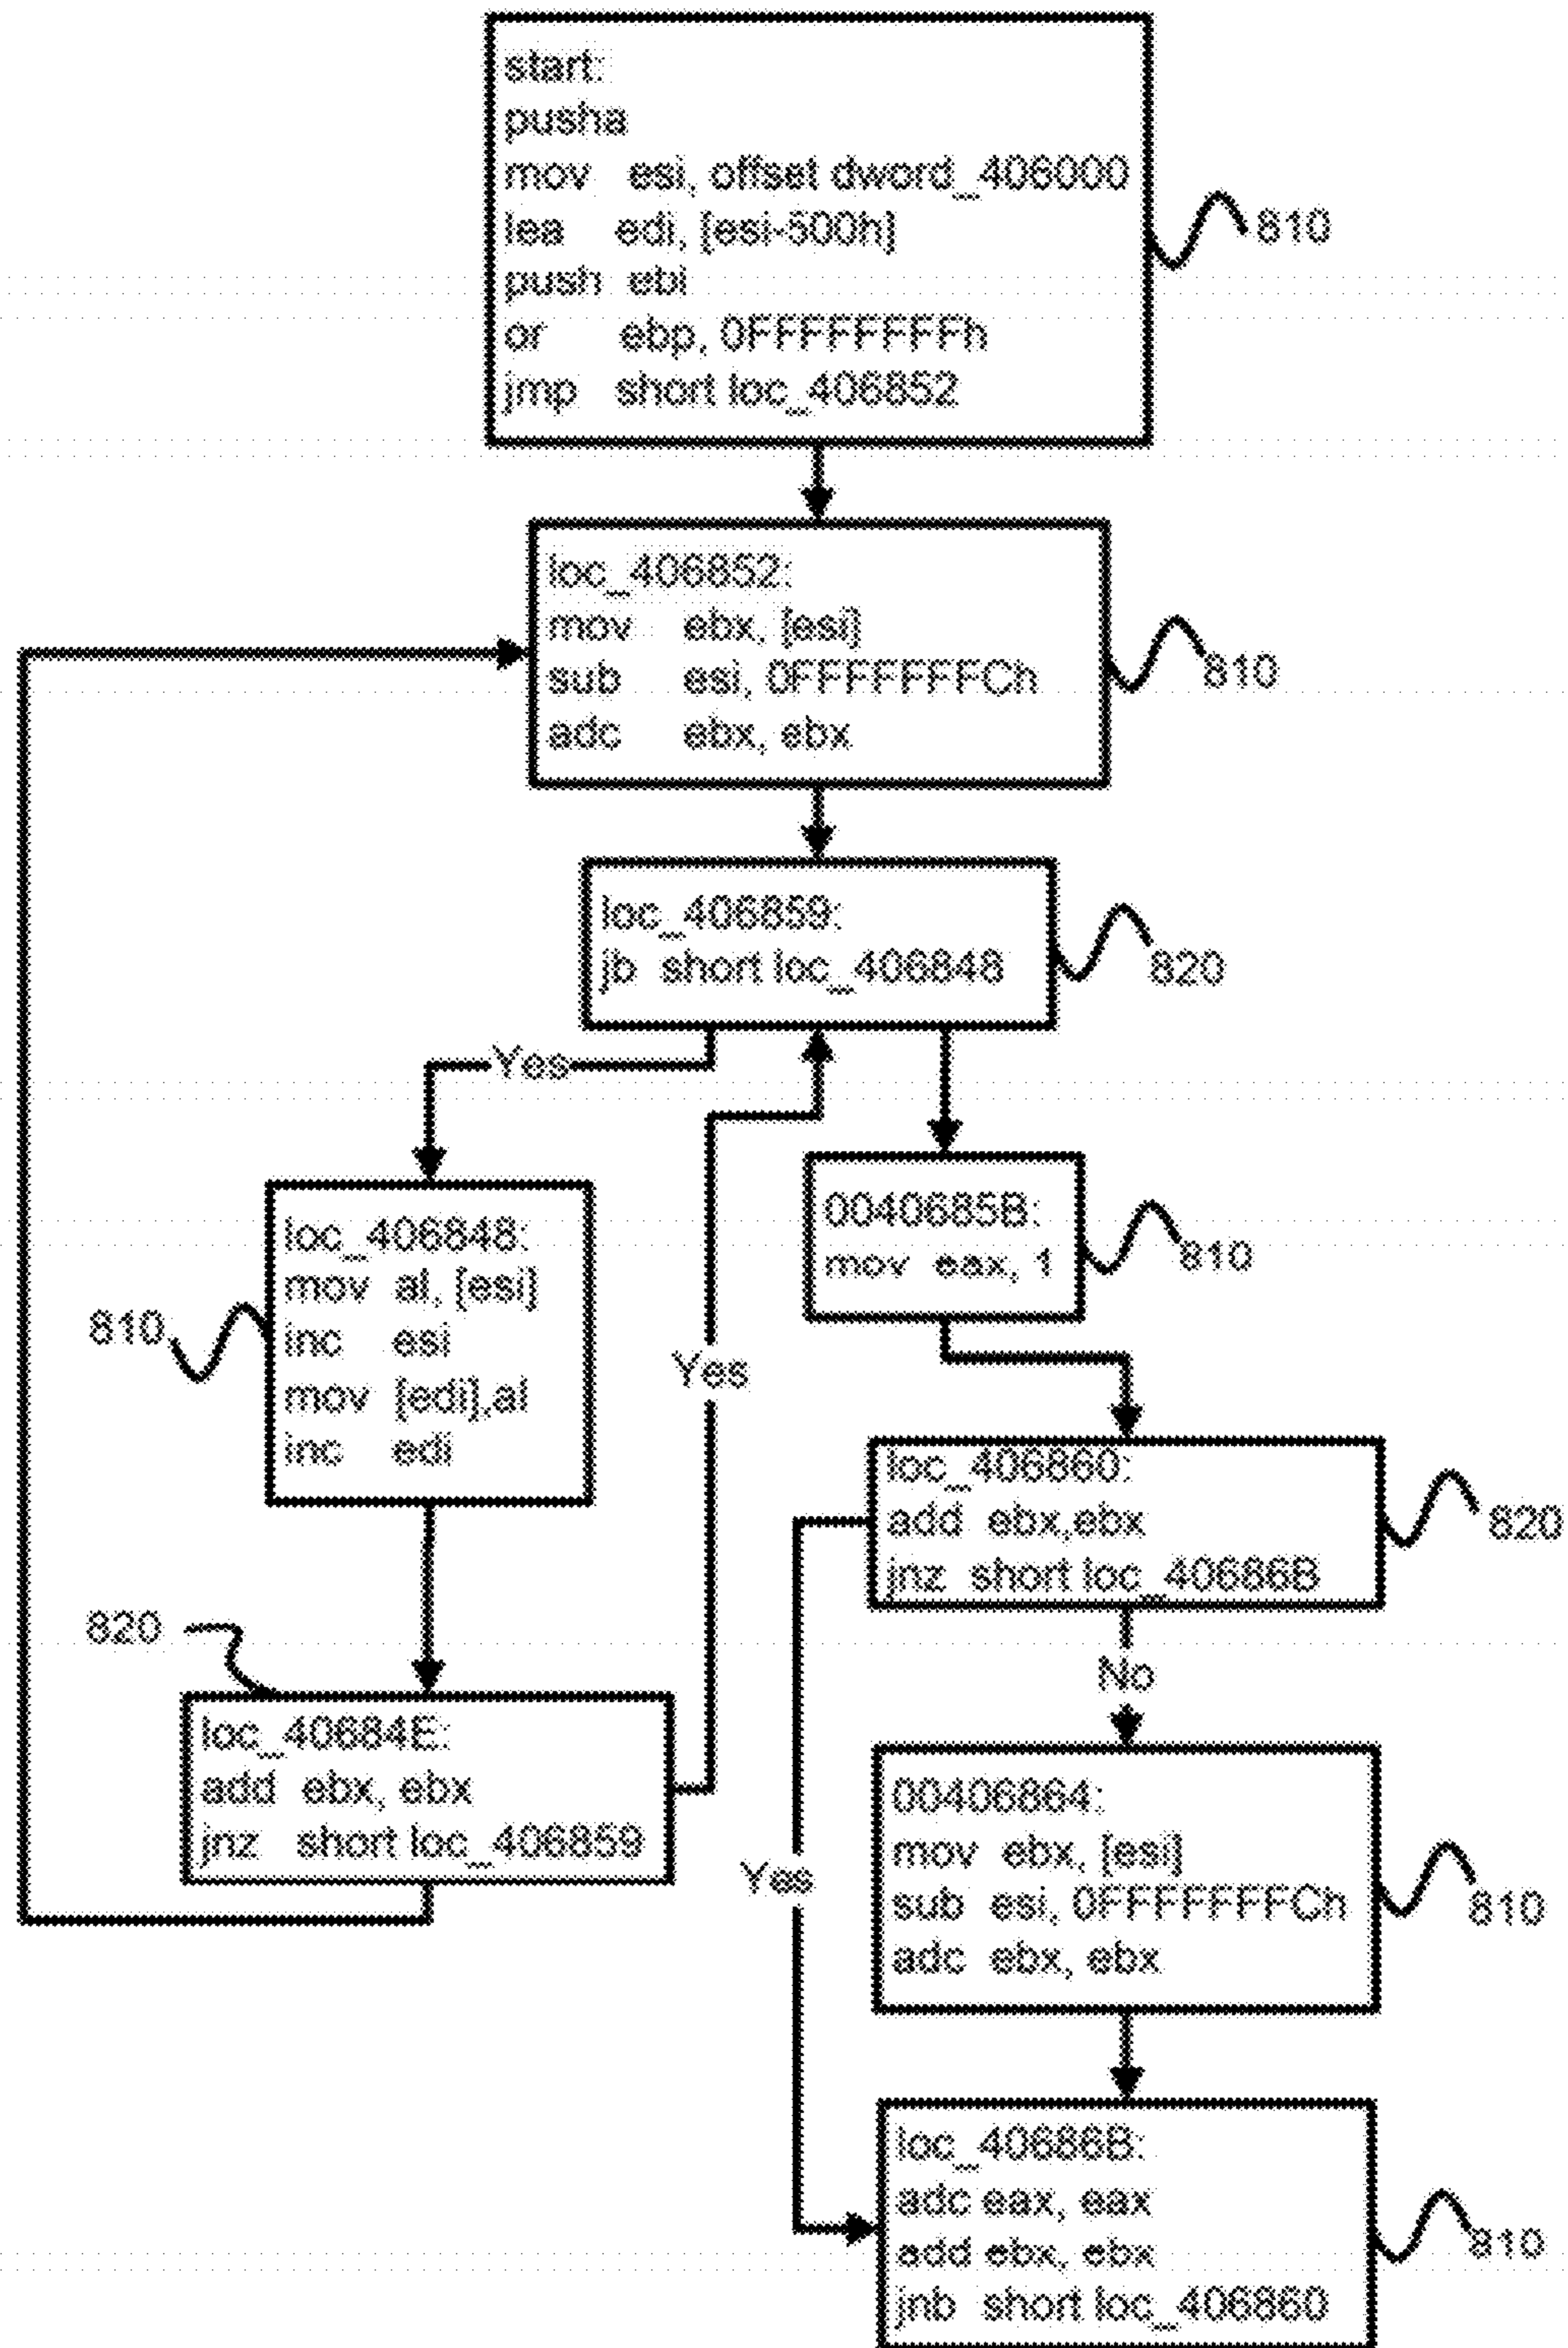 start:
pusha
mov esi, offset dword_406000
lea edi, [esi-500h]
push ebi
or ebp, 0FFFFFFFFh
jmp short loc_406852
810
loc_406852:
mov ebx, [esi]
sub esi, 0FFFFFFFCh
adc ebx, ebx
810
loc_406859:
jb short loc_406848
820
Yes
loc_406848:
mov al, [esi]
inc esi
mov [edi],al
inc edi
810
Yes
0040685B:
mov eax, 1
810
loc_406860:
add ebx,ebx
jnz short loc_40686B
820
No
820
loc_40684E:
add ebx, ebx
jnz short loc_406859
Yes
00406864:
mov ebx, [esi]
sub esi, 0FFFFFFFCh
adc ebx, ebx
810
loc_40686B:
adc eax, eax
add ebx, ebx
jnb short loc_406860
810